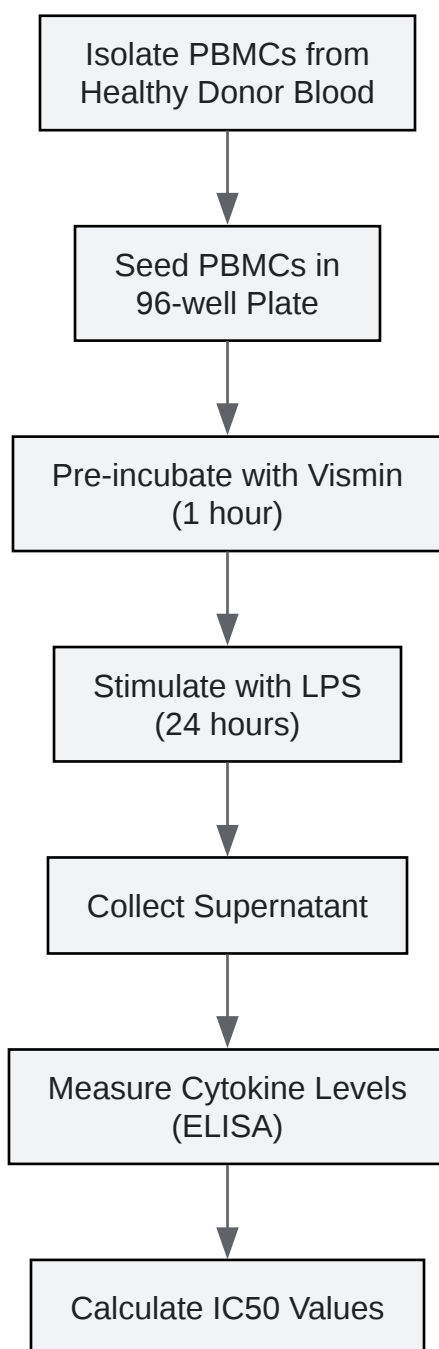 Isolate PBMCs from
Healthy Donor Blood
Seed PBMCs in
96-well Plate
Pre-incubate with Vismin
(1 hour)
Stimulate with LPS
(24 hours)
Collect Supernatant
Measure Cytokine Levels
(ELISA)
Calculate IC50 Values